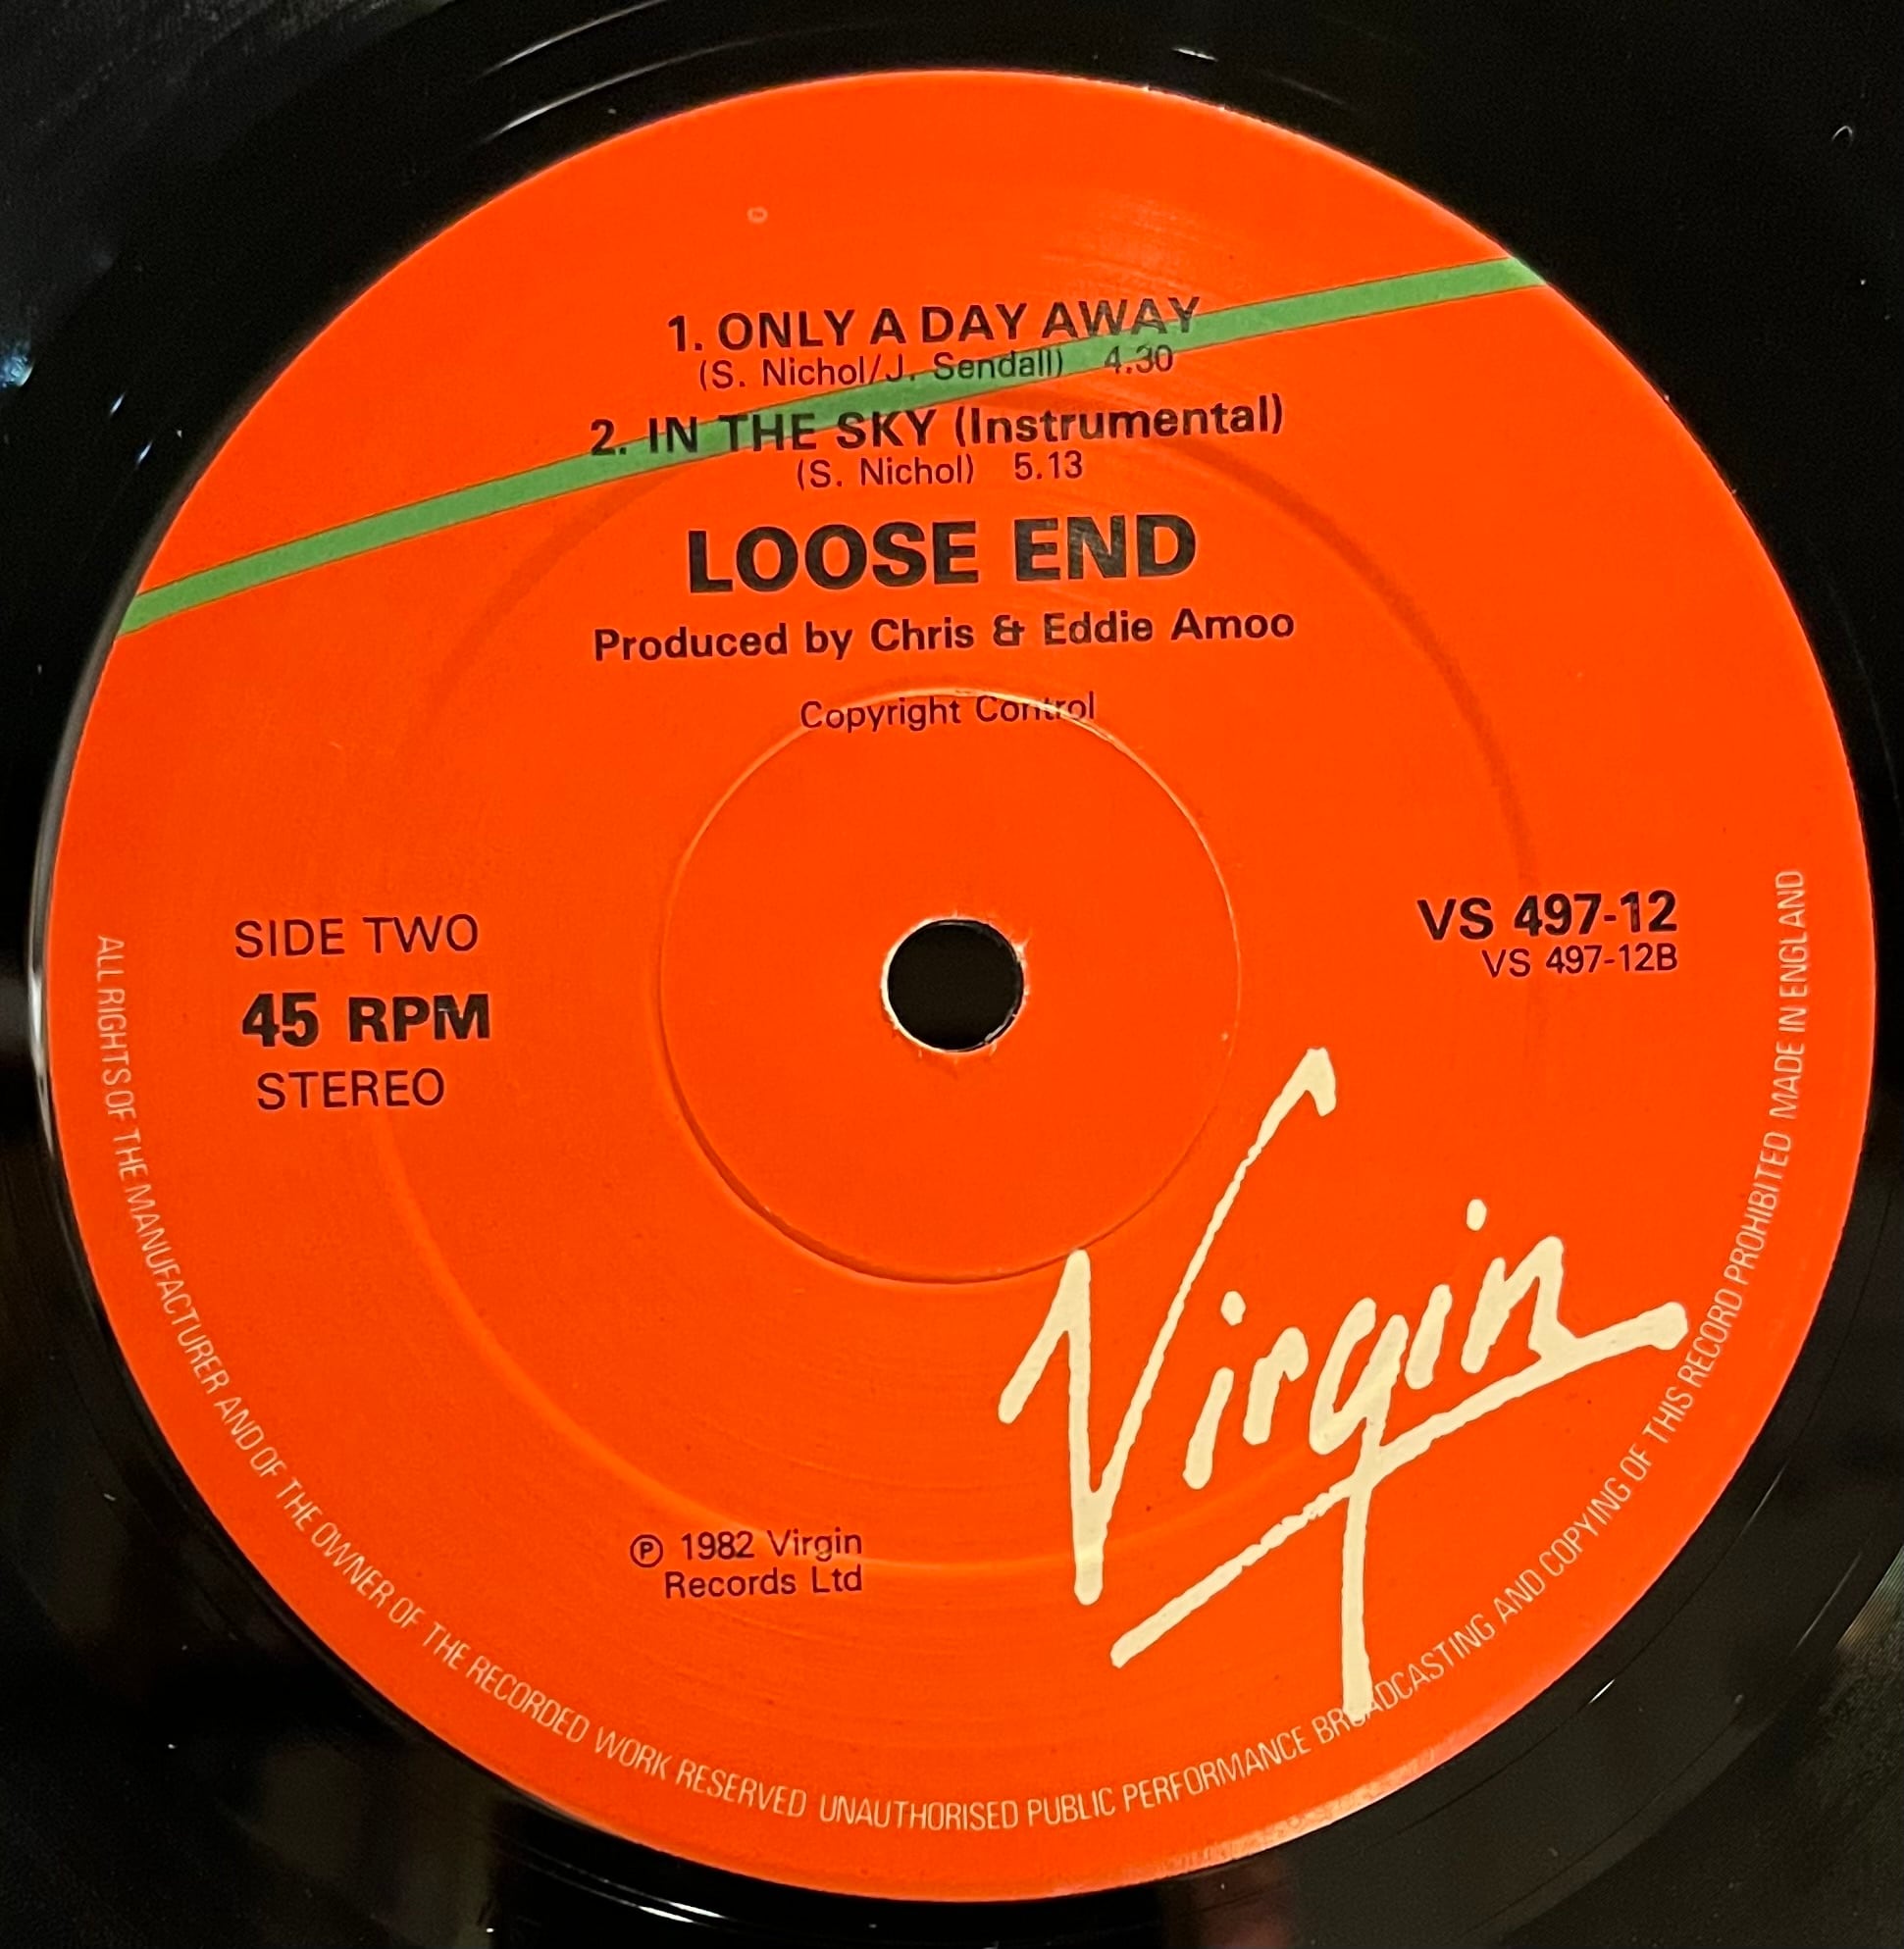 1. ONLY A DAY AWAY
(S. Nichol/J. Sendall) 4.30
2. IN THE SKY (Instrumental)
(S. Nichol) 5.13
LOOSE END
Produced by Chris & Eddie Amoo
Copyright Control
SIDE TWO
45 RPM
STEREO
VS 497-12
VS 497-12B
Virgin
℗ 1982 Virgin
Records Ltd
ALL RIGHTS OF THE MANUFACTURER AND OF THE OWNER OF THE RECORDED WORK RESERVED UNAUTHORISED PUBLIC PERFORMANCE BROADCASTING AND COPYING OF THIS RECORD PROHIBITED MADE IN ENGLAND